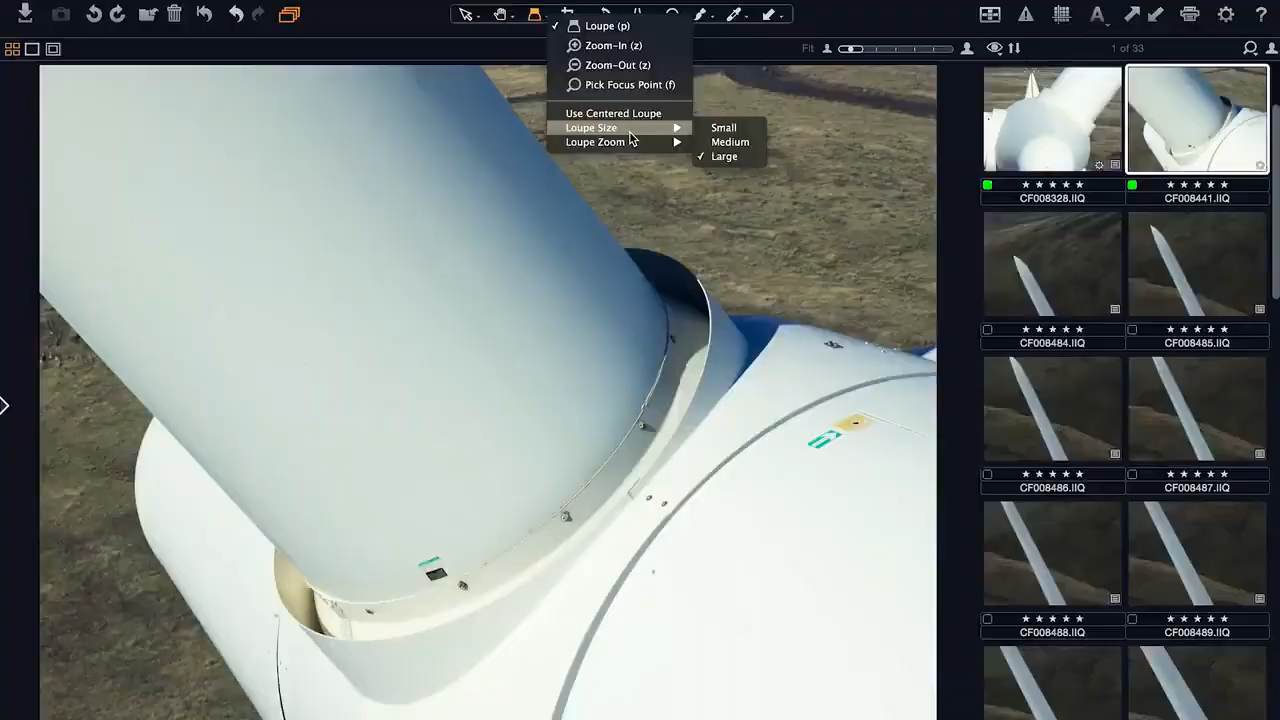 Loupe (p)
Zoom-In (z)
Zoom-Out (z)
Pick Focus Point (f)
Use Centered Loupe
Loupe Size
Loupe Zoom
Small
Medium
Large
Fit
1 of 33
CF008328.IIQ
CF008441.IIQ
CF008484.IIQ
CF008485.IIQ
CF008486.IIQ
CF008487.IIQ
CF008488.IIQ
CF008489.IIQ